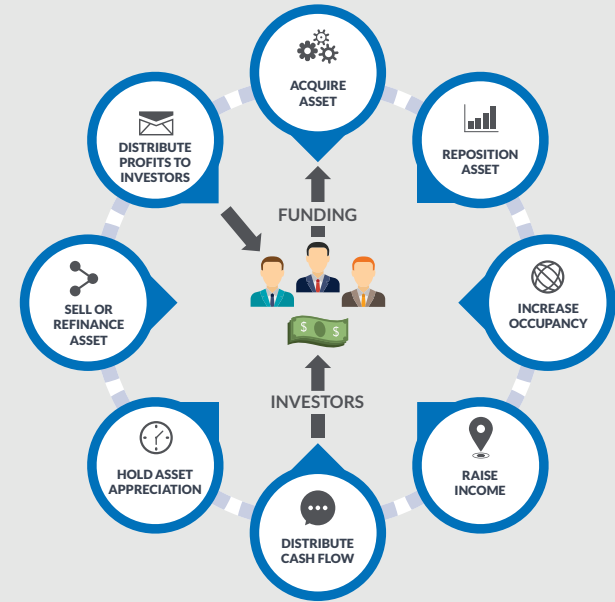 ACQUIRE
ASSET
REPOSITION
ASSET
INCREASE
OCCUPANCY
RAISE
INCOME
DISTRIBUTE
CASH FLOW
HOLD ASSET
APPRECIATION
SELL OR
REFINANCE
ASSET
DISTRIBUTE
PROFITS TO
INVESTORS
FUNDING
$ $
INVESTORS